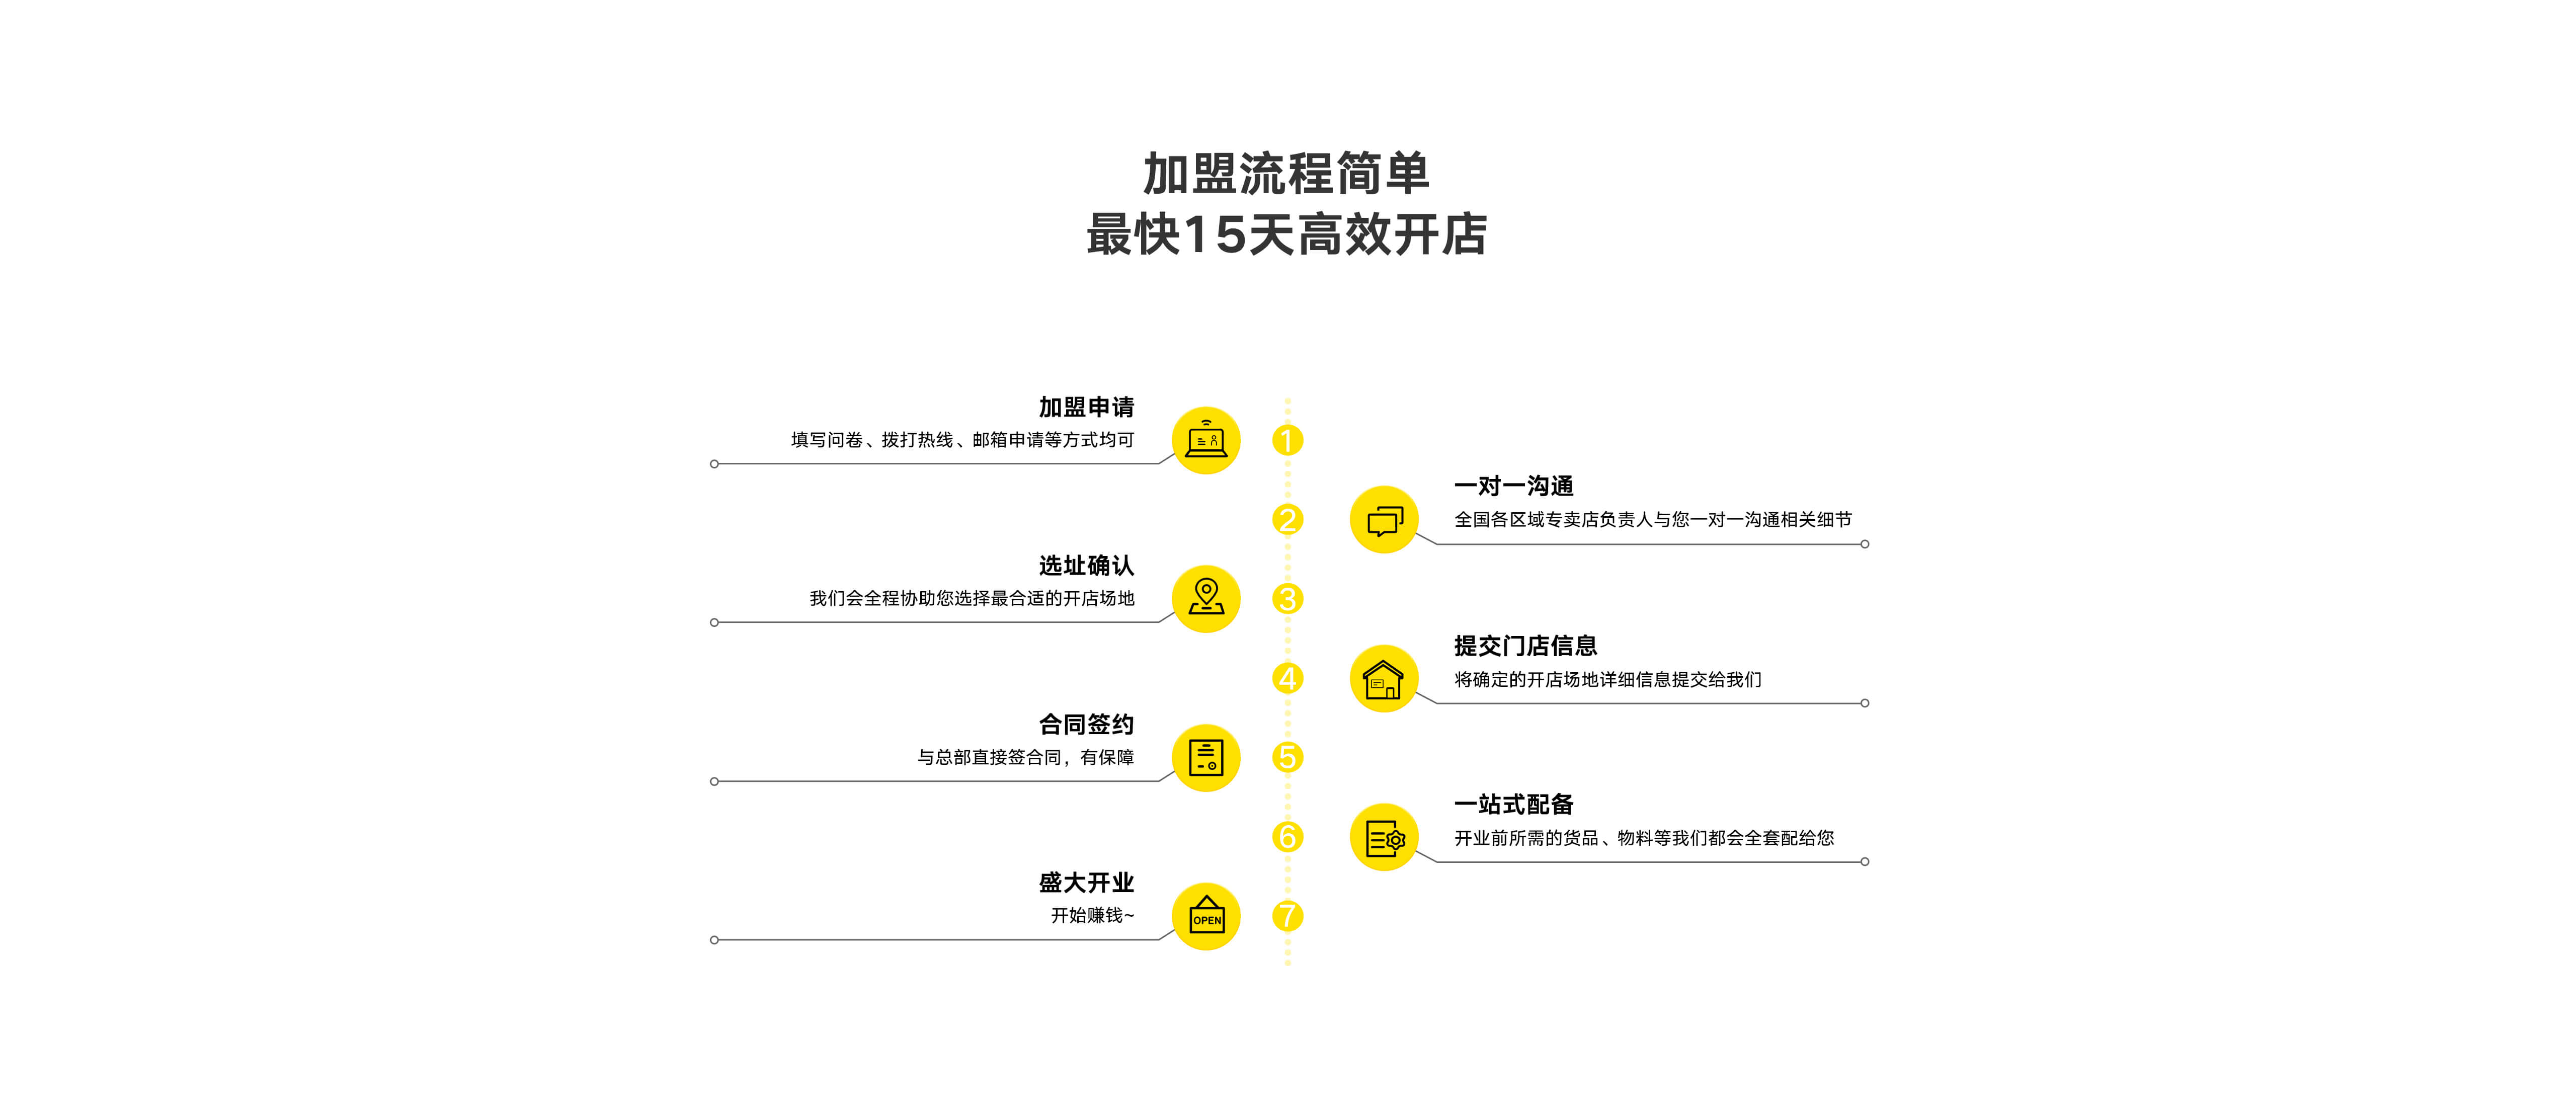 加盟流程简单
最快15天高效开店
加盟申请
填写问卷、拨打热线、邮箱申请等方式均可
1
一对一沟通
全国各区域专卖店负责人与您一对一沟通相关细节
2
选址确认
我们会全程协助您选择最合适的开店场地
3
提交门店信息
将确定的开店场地详细信息提交给我们
4
合同签约
与总部直接签合同，有保障
5
一站式配备
开业前所需的货品、物料等我们都会全套配给您
6
盛大开业
开始赚钱~
OPEN
7